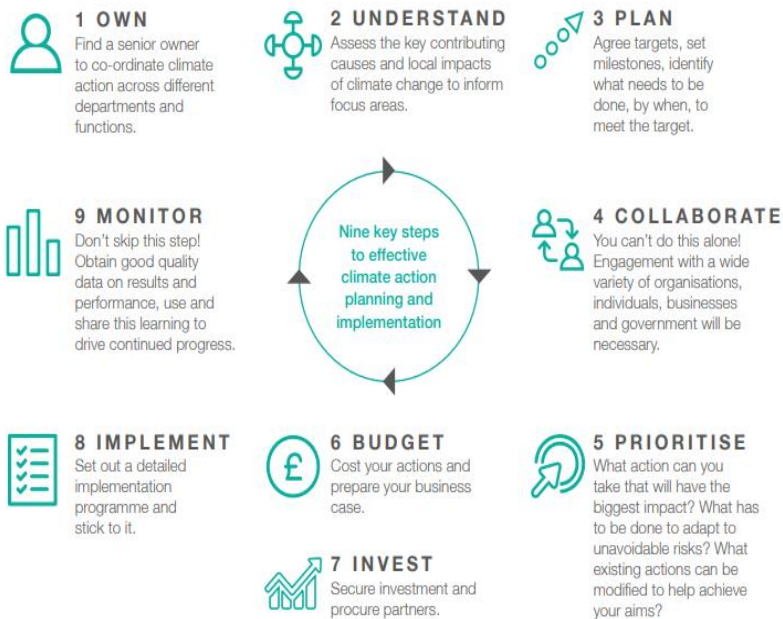 1 OWN
Find a senior owner
to co-ordinate climate
action across different
departments and
functions.
2 UNDERSTAND
Assess the key contributing
causes and local impacts
of climate change to inform
focus areas.
3 PLAN
Agree targets, set
milestones, identify
what needs to be
done, by when, to
meet the target.
Nine key steps
to effective
climate action
planning and
implementation
4 COLLABORATE
You can't do this alone!
Engagement with a wide
variety of organisations,
individuals, businesses
and government will be
necessary.
5 PRIORITISE
What action can you
take that will have the
biggest impact? What has
to be done to adapt to
unavoidable risks? What
existing actions can be
modified to help achieve
your aims?
6 BUDGET
£
Cost your actions and
prepare your business
case.
7 INVEST
Secure investment and
procure partners.
8 IMPLEMENT
Set out a detailed
implementation
programme and
stick to it.
9 MONITOR
Don't skip this step!
Obtain good quality
data on results and
performance, use and
share this learning to
drive continued progress.